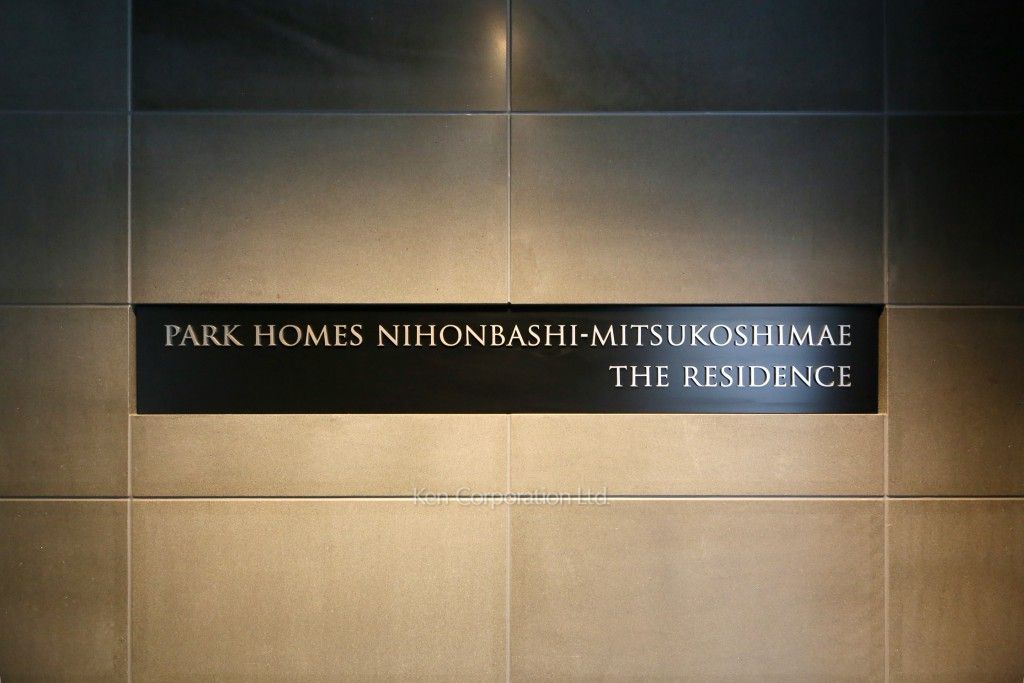 PARK HOMES NIHONBASHI-MITSUKOSHIMAE
THE RESIDENCE
Ken Corporation Ltd.